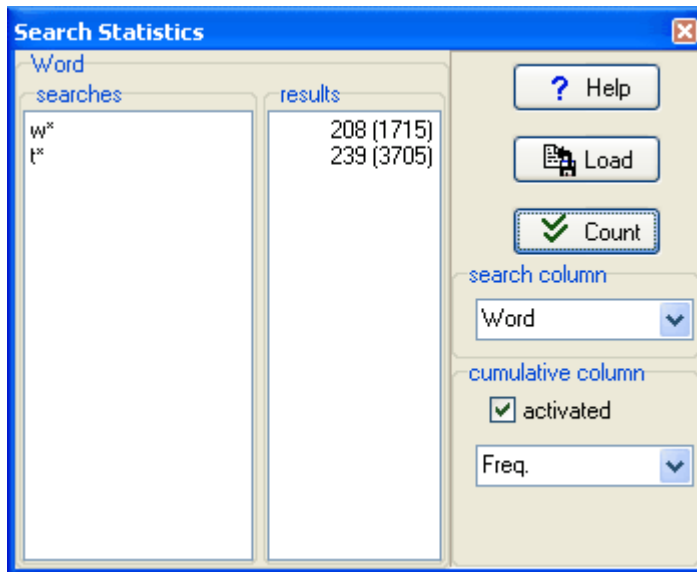 Search Statistics
Word
searches
results
w*
208 (1715)
t*
239 (3705)
? Help
Load
Count
search column
Word
cumulative column
activated
Freq.